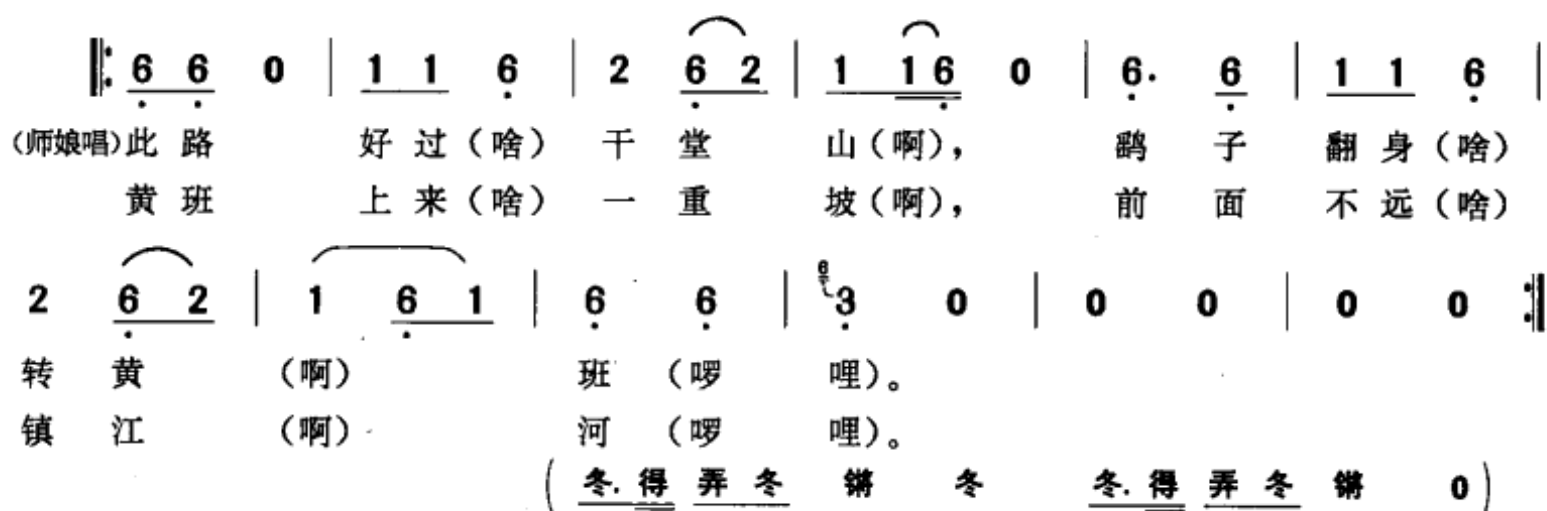 6 6 0 | 1 1 6 | 2 6 2 | 1 1 6 0 | 6. 6 | 1 1 6 |
(师娘唱)此路 好过(啥) 干堂 山(啊), 鹞子 翻身(啥)
黄班 上来(啥) 一重 坡(啊), 前面 不远(啥)
2 6 2 | 1 6 1 | 6 6 | 6 3 0 | 0 0 | 0 0
转黄 (啊) 班(啰 哩)。
镇江 (啊) 河(啰 哩)。
(冬.得 弄冬 锵 冬 冬.得 弄冬 锵 0)